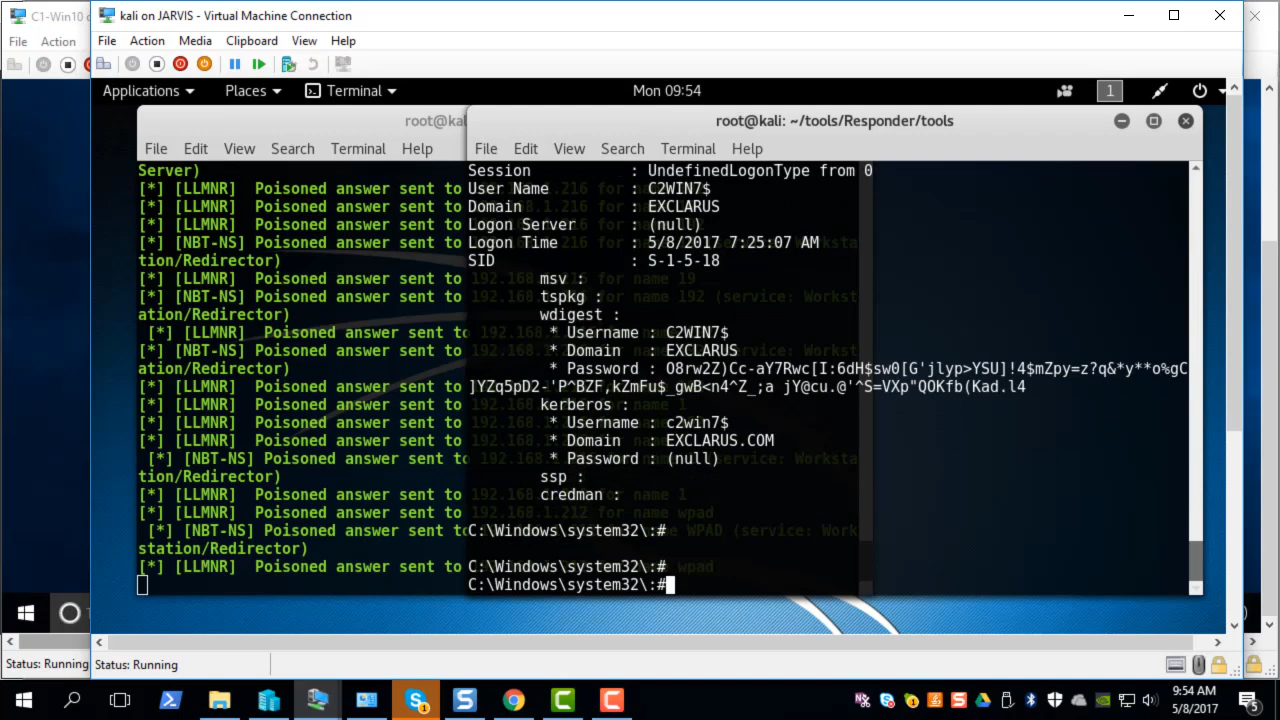 C1-Win10
kali on JARVIS - Virtual Machine Connection
File Action
File Action Media Clipboard View Help
Applications Places Terminal Mon 09:54 1
root@kal
root@kali: ~/tools/Responder/tools
File Edit View Search Terminal Help
File Edit View Search Terminal Help
Server)
[*] [LLMNR] Poisoned answer sent to
[*] [LLMNR] Poisoned answer sent to
[*] [LLMNR] Poisoned answer sent to
[*] [NBT-NS] Poisoned answer sent to
tion/Redirector)
[*] [LLMNR] Poisoned answer sent to
[*] [NBT-NS] Poisoned answer sent to
ation/Redirector)
[*] [LLMNR] Poisoned answer sent to
[*] [NBT-NS] Poisoned answer sent to
ation/Redirector)
[*] [LLMNR] Poisoned answer sent to
[*] [LLMNR] Poisoned answer sent to
[*] [LLMNR] Poisoned answer sent to
[*] [NBT-NS] Poisoned answer sent to
tion/Redirector)
[*] [LLMNR] Poisoned answer sent to
[*] [LLMNR] Poisoned answer sent to
[*] [NBT-NS] Poisoned answer sent to
station/Redirector)
[*] [LLMNR] Poisoned answer sent to
Session : UndefinedLogonType from 0
User Name : C2WIN7$
Domain : EXCLARUS
Logon Server : (null)
Logon Time : 5/8/2017 7:25:07 AM
SID : S-1-5-18
msv :
tspkg :
wdigest :
* Username : C2WIN7$
* Domain : EXCLARUS
* Password : O8rw2Z)Cc-aY7Rwc[I:6dH$sw0[G'jlyp>YSU]!4$mZpy=z?q&*y**o%gC
]YZq5pD2-'P^BZF,kZmFu$_gwB<n4^Z_;a jY@cu.@'^S=VXp"QOKfb(Kad.l4
kerberos :
* Username : c2win7$
* Domain : EXCLARUS.COM
* Password : (null)
ssp :
credman :
C:\Windows\system32\:#
C:\Windows\system32\:#
C:\Windows\system32\:#
Status: Running
Status: Running
9:54 AM
5/8/2017